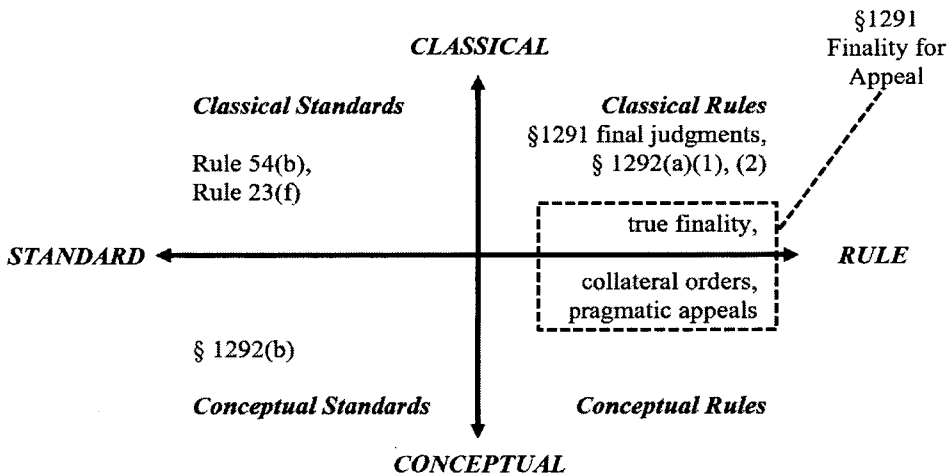 §1291
Finality for
Appeal
CLASSICAL
Classical Standards
Classical Rules
§1291 final judgments,
§ 1292(a)(1), (2)
Rule 54(b),
Rule 23(f)
true finality,
STANDARD
RULE
collateral orders,
pragmatic appeals
§ 1292(b)
Conceptual Standards
Conceptual Rules
CONCEPTUAL